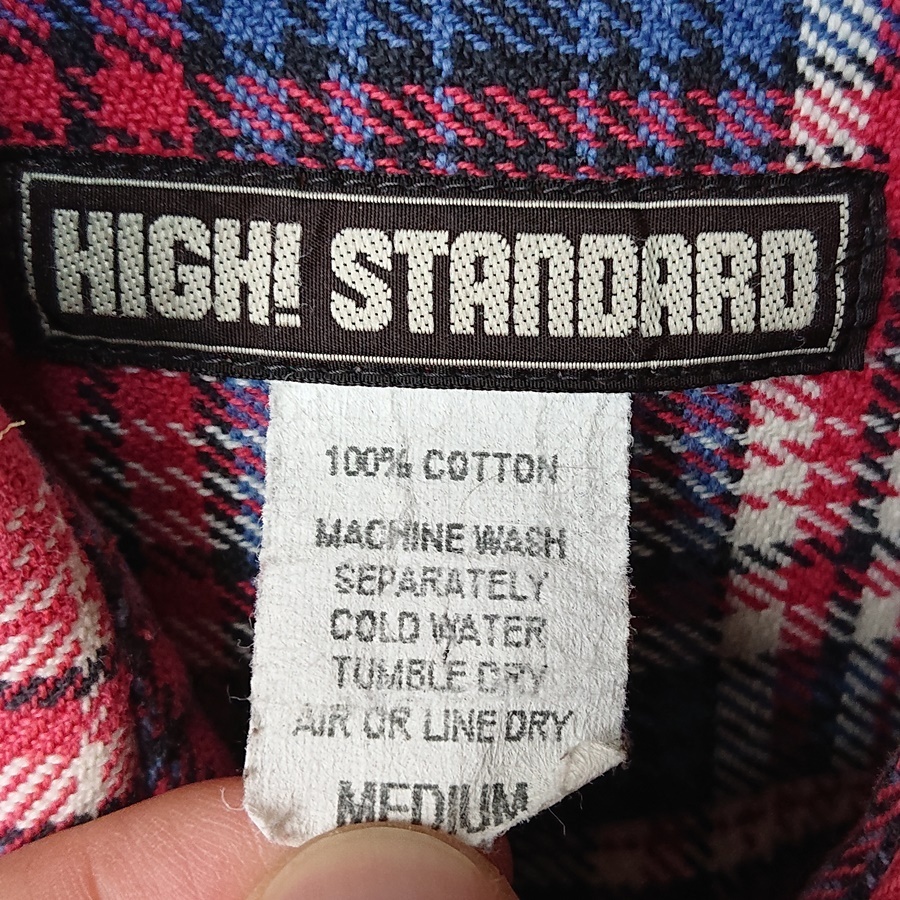 HIGH! STANDARD
100% COTTON
MACHINE WASH
SEPARATELY
COLD WATER
TUMBLE DRY
AIR OR LINE DRY
MEDIUM